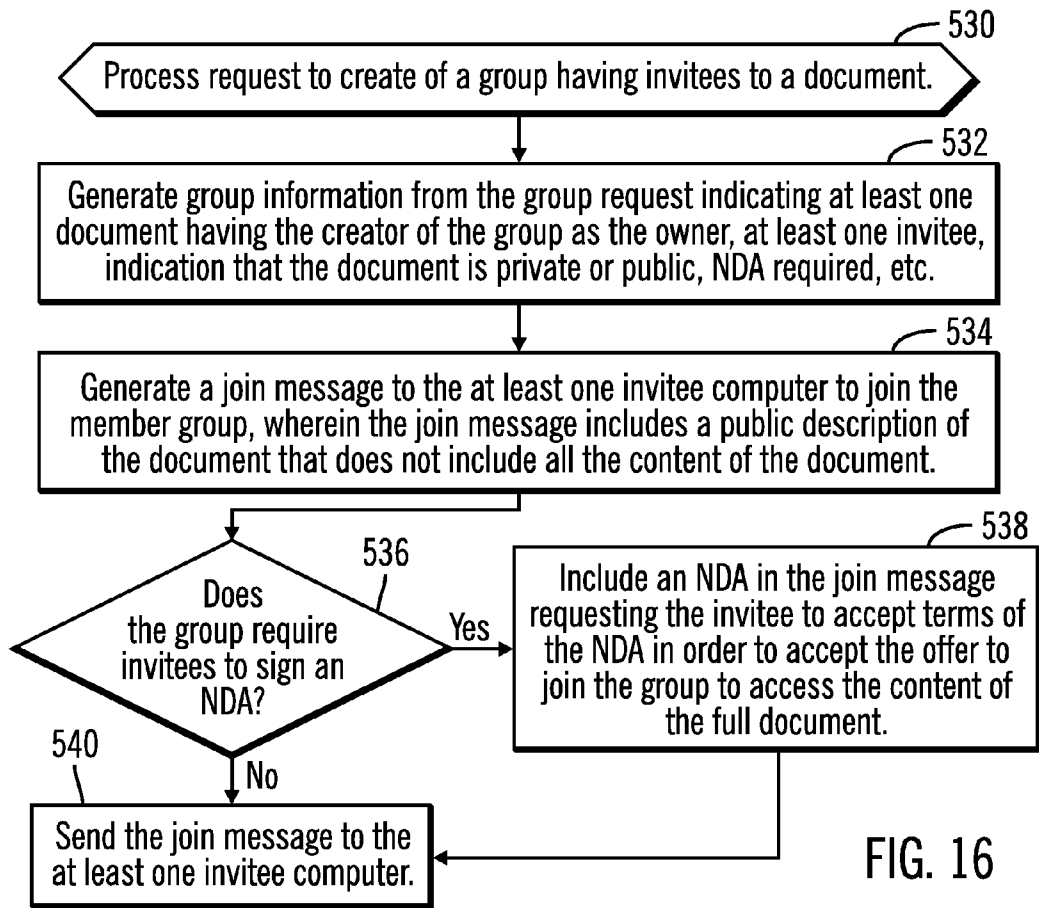 530
Process request to create of a group having invitees to a document.
532
Generate group information from the group request indicating at least one
document having the creator of the group as the owner, at least one invitee,
indication that the document is private or public, NDA required, etc.
534
Generate a join message to the at least one invitee computer to join the
member group, wherein the join message includes a public description of
the document that does not include all the content of the document.
536
Does
the group require
invitees to sign an
NDA?
Yes
538
Include an NDA in the join message
requesting the invitee to accept terms of
the NDA in order to accept the offer to
join the group to access the content of
the full document.
No
540
Send the join message to the
at least one invitee computer.
FIG. 16